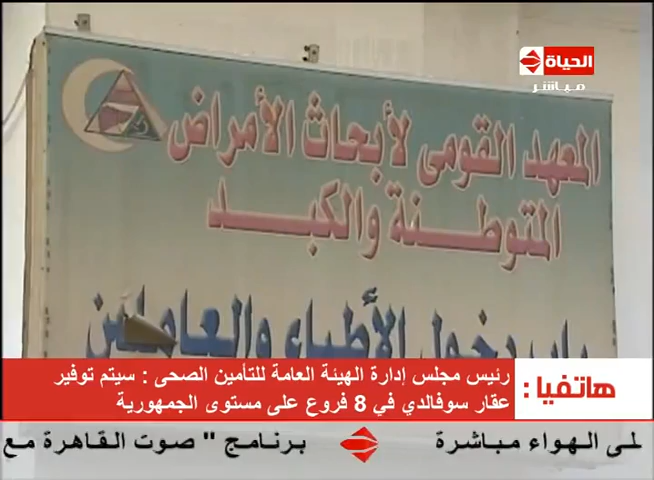 الحياة
مباشر
المعهد القومى لأبحاث الأمراض
المتوطنة والكبد
باب دخول الأطباء والعاملين
هاتفيا :
رئيس مجلس إدارة الهيئة العامة للتأمين الصحى : سيتم توفير
عقار سوفالدي في 8 فروع على مستوى الجمهورية
لمى الهواء مباشرة برنامج " صوت القاهرة مع